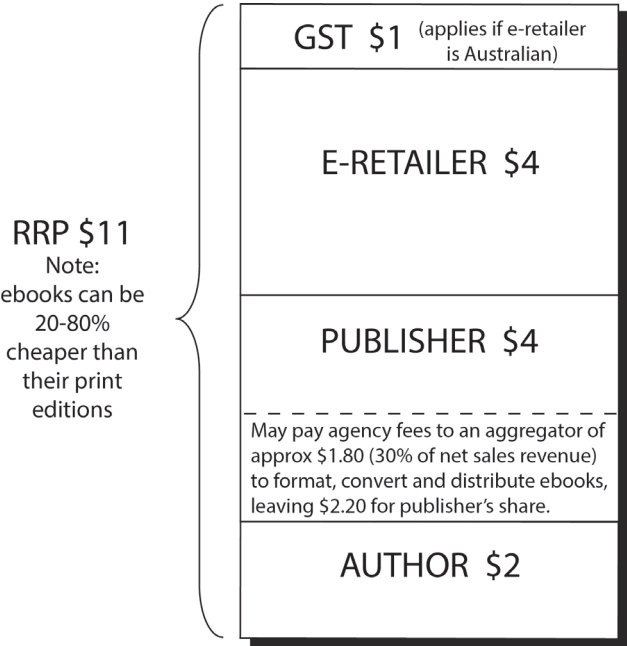 GST $1 (applies if e-retailer
is Australian)
E-RETAILER $4
RRP $11
Note:
ebooks can be
20-80%
cheaper than
their print
editions
PUBLISHER $4
May pay agency fees to an aggregator of
approx $1.80 (30% of net sales revenue)
to format, convert and distribute ebooks,
leaving $2.20 for publisher's share.
AUTHOR $2